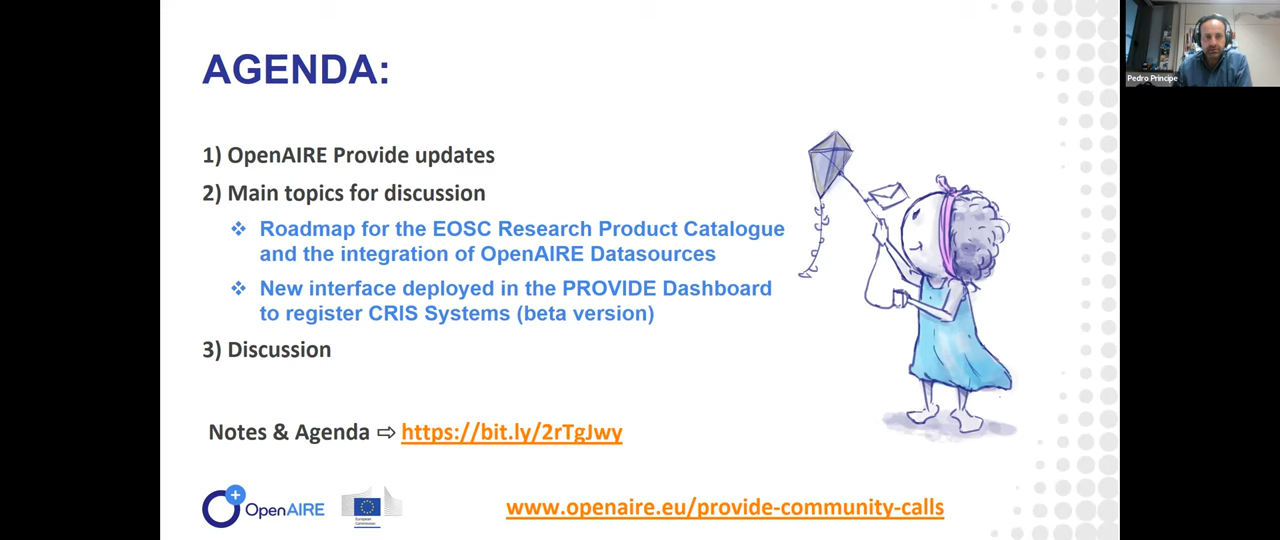 AGENDA:
1) OpenAIRE Provide updates
2) Main topics for discussion
❖ Roadmap for the EOSC Research Product Catalogue
and the integration of OpenAIRE Datasources
❖ New interface deployed in the PROVIDE Dashboard
to register CRIS Systems (beta version)
3) Discussion
Notes & Agenda ⇨ https://bit.ly/2rTgJwy
OpenAIRE
European
Commission
www.openaire.eu/provide-community-calls
Pedro Principe